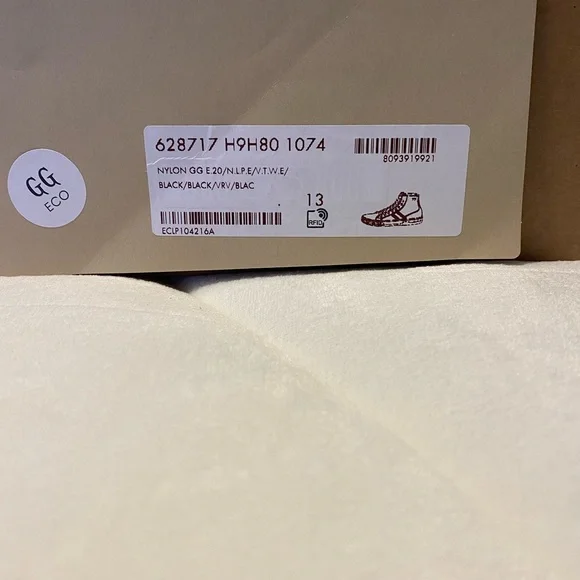 628717 H9H80 1074
8093919921
NYLON GG E.20/N.L.P.E/V.T.W.E/
BLACK/BLACK/VRV/BLAC
13
RFID
ECLP104216A
GG
ECO